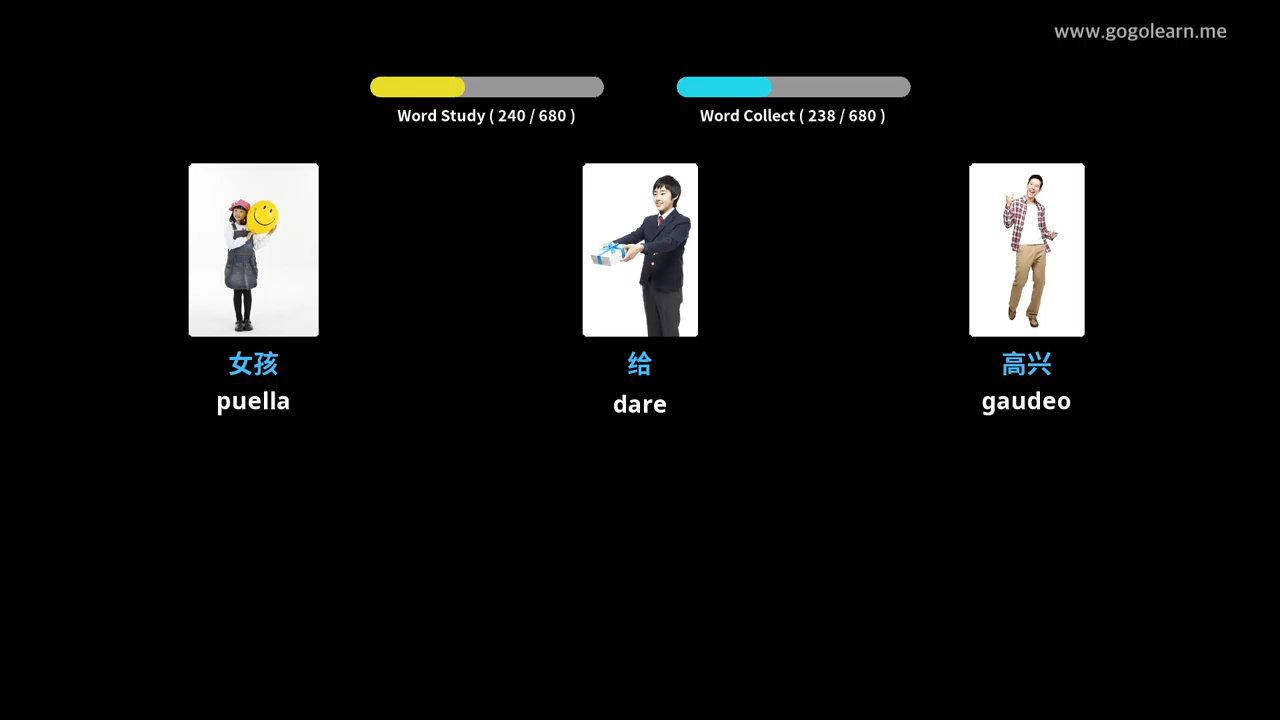 www.gogolearn.me
Word Study ( 240 / 680 )
Word Collect ( 238 / 680 )
女孩
puella
给
dare
高兴
gaudeo